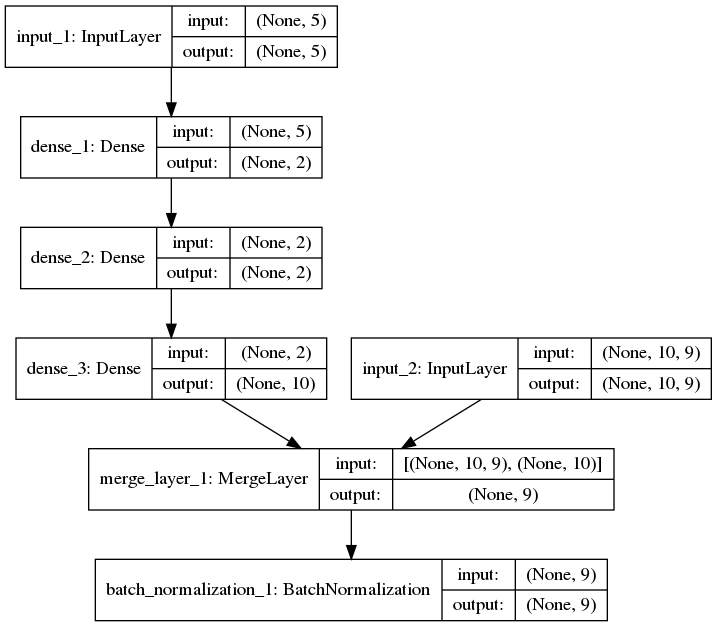 input_1: InputLayer
input: (None, 5)
output: (None, 5)
dense_1: Dense
input: (None, 5)
output: (None, 2)
dense_2: Dense
input: (None, 2)
output: (None, 2)
dense_3: Dense
input: (None, 2)
output: (None, 10)
input_2: InputLayer
input: (None, 10, 9)
output: (None, 10, 9)
merge_layer_1: MergeLayer
input: [(None, 10, 9), (None, 10)]
output: (None, 9)
batch_normalization_1: BatchNormalization
input: (None, 9)
output: (None, 9)